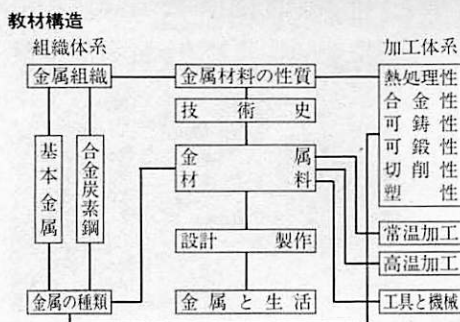 教材構造
組織体系
加工体系
金属組織
金属材料の性質
熱処理性
合金性
可鋳性
可鍛性
切削性
塑性
技術史
基本金属
合金炭素鋼
金属
材料
設計 製作
常温加工
高温加工
金属の種類
金属と生活
工具と機械